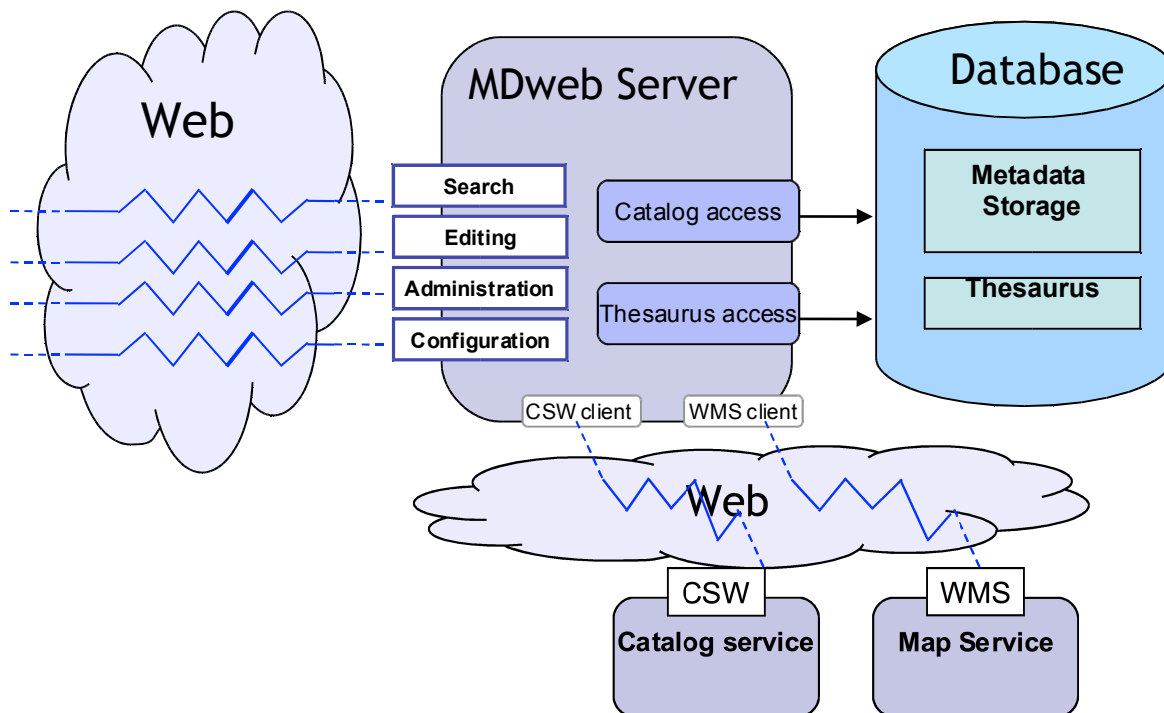 Web
MDweb Server
Search
Editing
Administration
Configuration
Catalog access
Thesaurus access
Database
Metadata
Storage
Thesaurus
CSW client
WMS client
Web
CSW
Catalog service
WMS
Map Service